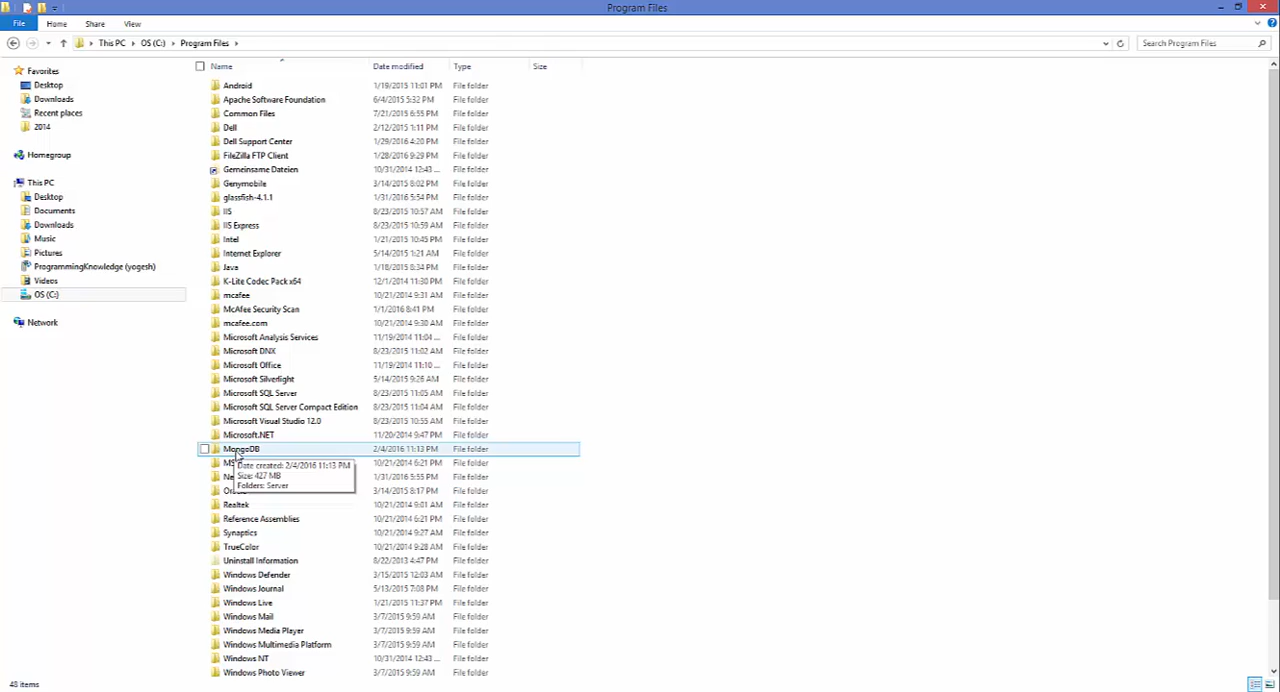 Program Files
File Home Share View
This PC OS (C:) Program Files
Search Program Files
Name Date modified Type Size
Favorites
Desktop
Downloads
Recent places
2014
Homegroup
This PC
Desktop
Documents
Downloads
Music
Pictures
ProgrammingKnowledge (yogesh)
Videos
OS (C:)
Network
Android 1/19/2015 11:01 PM File folder
Apache Software Foundation 6/4/2015 5:32 PM File folder
Common Files 7/21/2015 6:55 PM File folder
Dell 2/12/2015 1:11 PM File folder
Dell Support Center 1/29/2016 4:20 PM File folder
FileZilla FTP Client 1/28/2016 9:29 PM File folder
Gemeinsame Dateien 10/31/2014 12:43 ... File folder
Genymobile 3/14/2015 8:02 PM File folder
glassfish-4.1.1 1/31/2016 5:54 PM File folder
IIS 8/23/2015 10:57 AM File folder
IIS Express 8/23/2015 10:59 AM File folder
Intel 1/21/2015 10:45 PM File folder
Internet Explorer 5/14/2015 1:21 AM File folder
Java 1/18/2015 8:34 PM File folder
K-Lite Codec Pack x64 12/1/2014 11:30 PM File folder
mcafee 10/21/2014 9:31 AM File folder
McAfee Security Scan 1/1/2016 8:41 PM File folder
mcafee.com 10/21/2014 9:30 AM File folder
Microsoft Analysis Services 11/19/2014 11:04 ... File folder
Microsoft DNX 8/23/2015 11:02 AM File folder
Microsoft Office 11/19/2014 11:10 ... File folder
Microsoft Silverlight 5/14/2015 9:26 AM File folder
Microsoft SQL Server 8/23/2015 11:05 AM File folder
Microsoft SQL Server Compact Edition 8/23/2015 11:04 AM File folder
Microsoft Visual Studio 12.0 8/23/2015 10:55 AM File folder
Microsoft.NET 11/20/2014 9:47 PM File folder
MongoDB 2/4/2016 11:13 PM File folder
10/21/2014 6:21 PM File folder
1/31/2016 5:55 PM File folder
3/14/2015 8:17 PM File folder
Date created: 2/4/2016 11:13 PM
Size: 427 MB
Folders: Server
Realtek 10/21/2014 9:01 AM File folder
Reference Assemblies 10/21/2014 6:21 PM File folder
Synaptics 10/21/2014 9:27 AM File folder
TrueColor 10/21/2014 9:28 AM File folder
Uninstall Information 8/22/2013 4:47 PM File folder
Windows Defender 3/15/2015 12:03 AM File folder
Windows Journal 5/13/2015 7:08 PM File folder
Windows Live 1/21/2015 11:37 PM File folder
Windows Mail 3/7/2015 9:59 AM File folder
Windows Media Player 3/7/2015 9:59 AM File folder
Windows Multimedia Platform 3/7/2015 9:59 AM File folder
Windows NT 10/31/2014 12:43 ... File folder
Windows Photo Viewer 3/7/2015 9:59 AM File folder
48 items